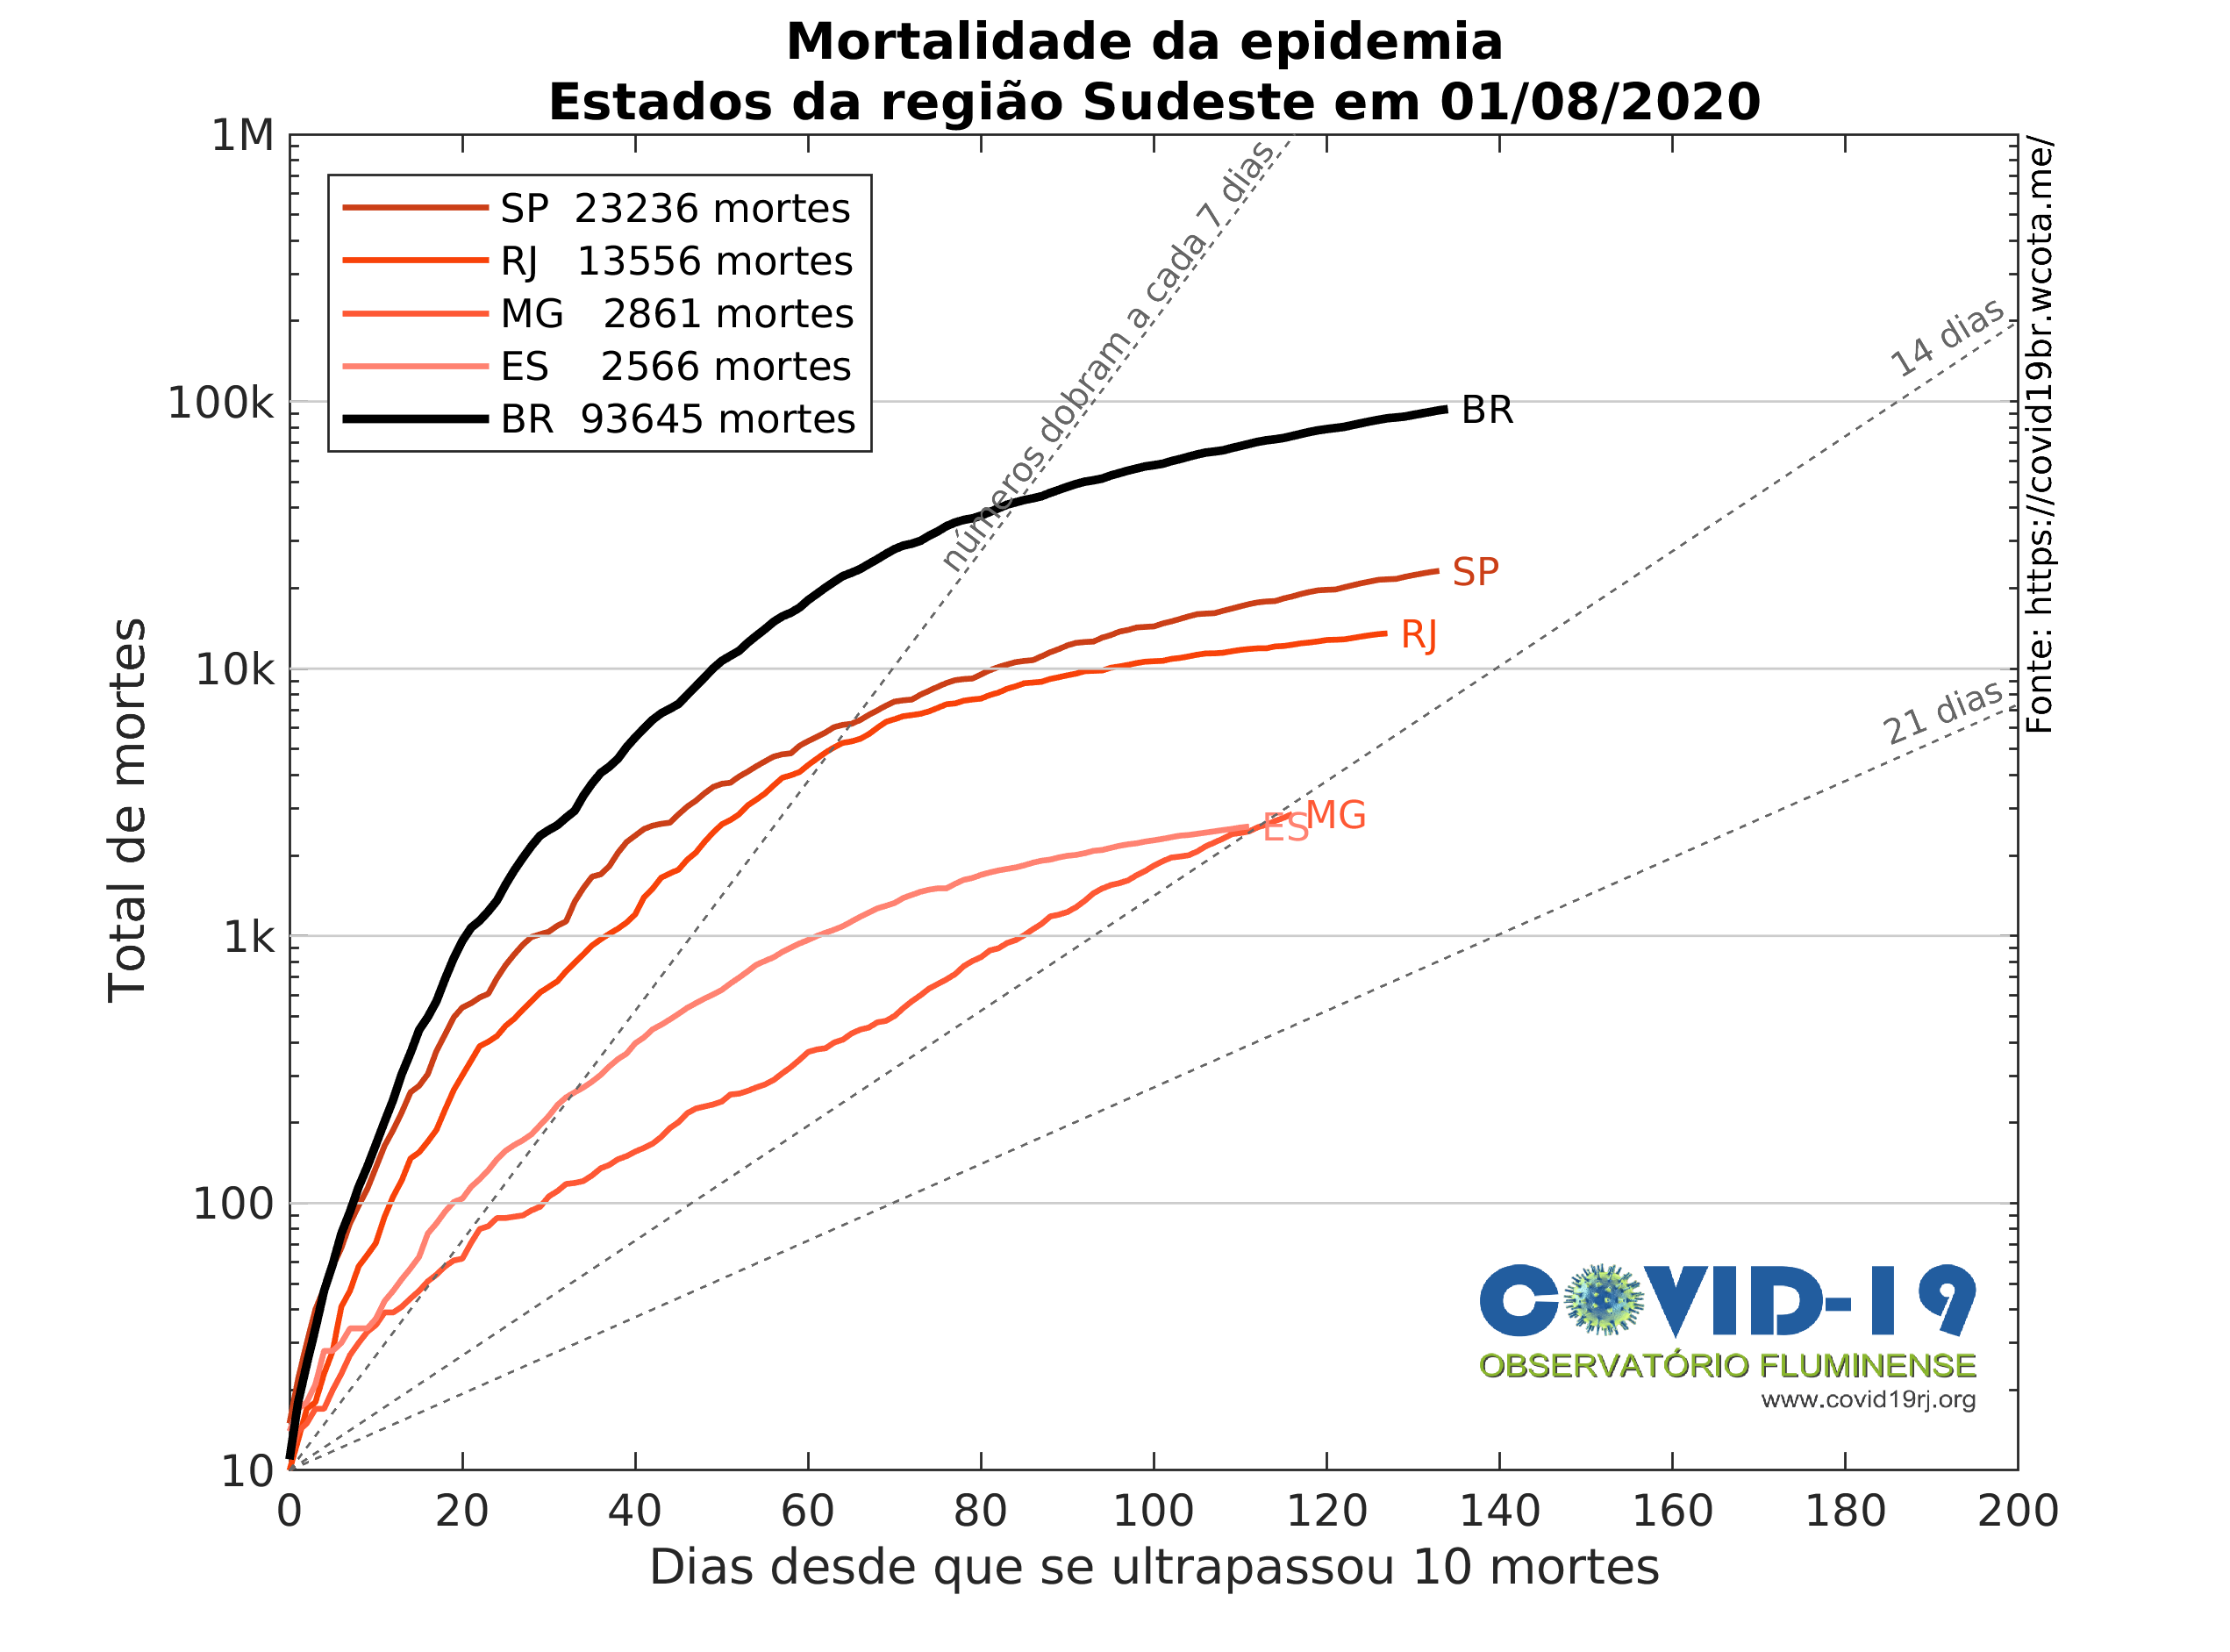 Mortalidade da epidemia
Estados da região Sudeste em 01/08/2020
1M
100k
10k
1k
100
10
Total de mortes
SP 23236 mortes
RJ 13556 mortes
MG 2861 mortes
ES 2566 mortes
BR 93645 mortes
números dobram a cada 7 dias
14 dias
21 dias
BR
SP
RJ
MG
ES
Fonte: https://covid19br.wcota.me/
COVID-19
OBSERVATÓRIO FLUMINENSE
www.covid19rj.org
0 20 40 60 80 100 120 140 160 180 200
Dias desde que se ultrapassou 10 mortes